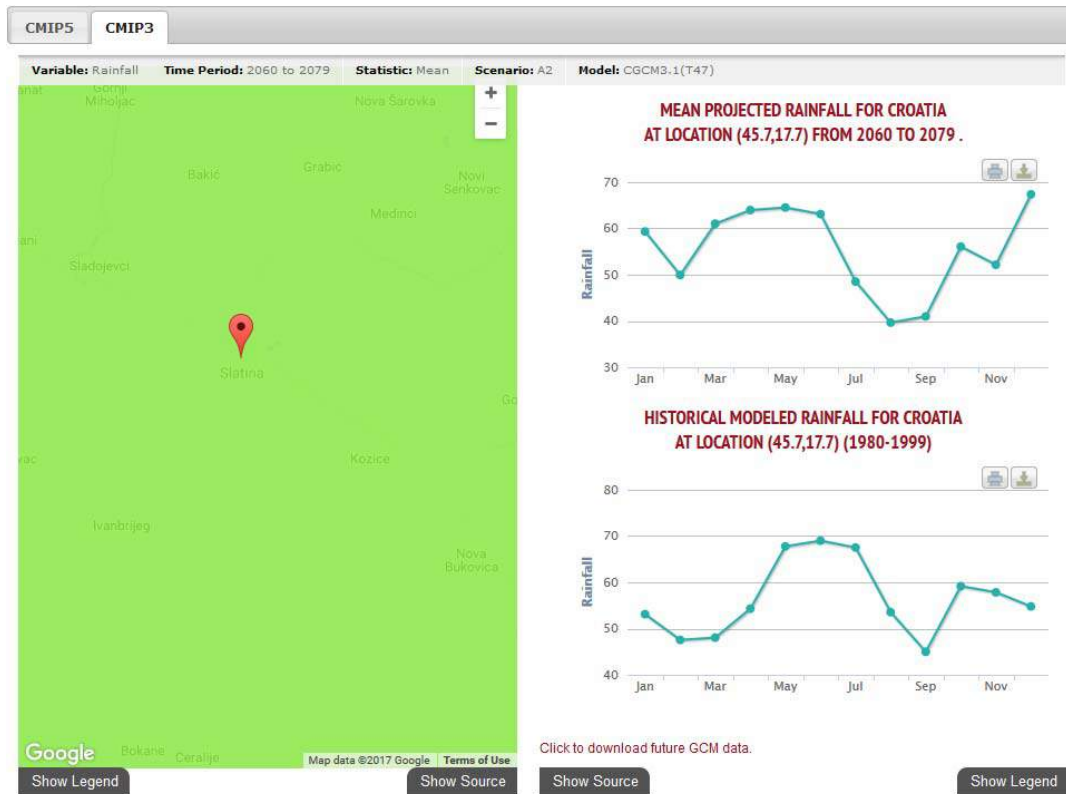 CMIP5 CMIP3
Variable: Rainfall Time Period: 2060 to 2079 Statistic: Mean Scenario: A2 Model: CGCM3.1(T47)
Gornji
Miholjac
Nova Šarovka
+
−
Bakić
Grabić
Novi
Senkovac
Medinci
Sladojevci
Slatina
Kozice
Ivanbrijeg
Nova
Bukovica
Bokane
Čeralije
Google
Map data ©2017 Google Terms of Use
Show Legend
Show Source
MEAN PROJECTED RAINFALL FOR CROATIA
AT LOCATION (45.7,17.7) FROM 2060 TO 2079 .
70
60
50
40
30
Rainfall
Jan Mar May Jul Sep Nov
HISTORICAL MODELED RAINFALL FOR CROATIA
AT LOCATION (45.7,17.7) (1980-1999)
80
70
60
50
40
Rainfall
Jan Mar May Jul Sep Nov
Click to download future GCM data.
Show Source
Show Legend